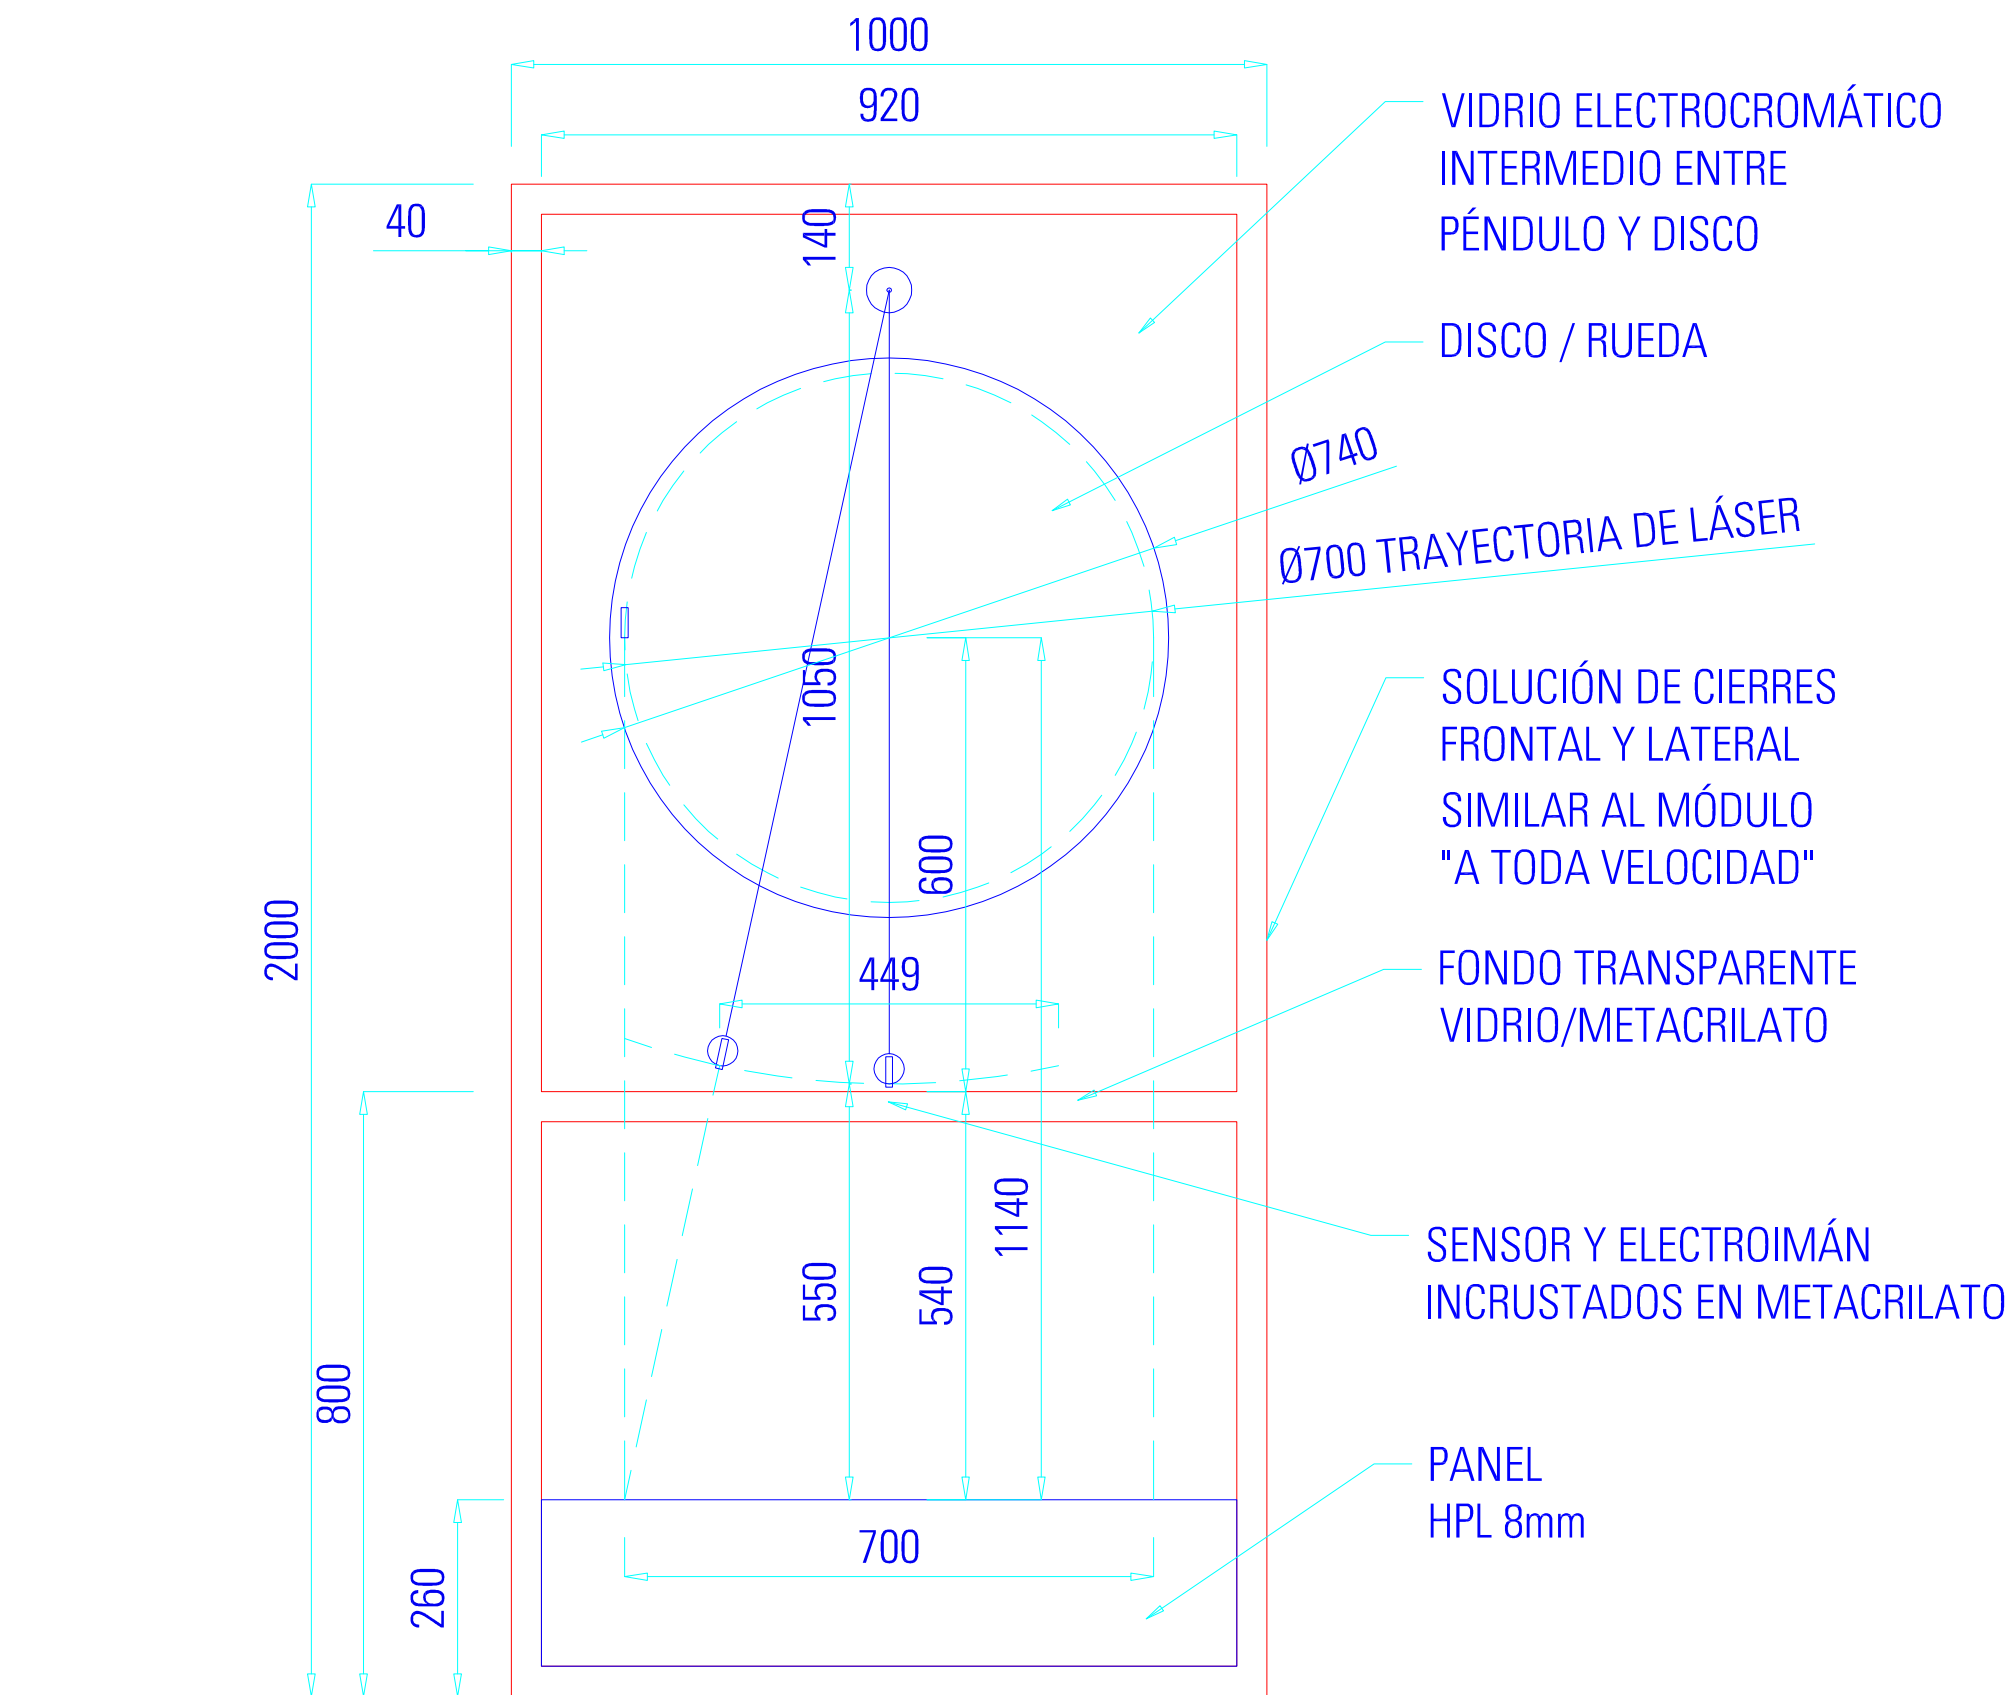 1000
920
40
140
VIDRIO ELECTROCROMÁTICO
INTERMEDIO ENTRE
PÉNDULO Y DISCO
DISCO / RUEDA
Ø740
Ø700 TRAYECTORIA DE LÁSER
1050
SOLUCIÓN DE CIERRES
FRONTAL Y LATERAL
SIMILAR AL MÓDULO
"A TODA VELOCIDAD"
600
2000
449
FONDO TRANSPARENTE
VIDRIO/METACRILATO
1140
550
540
SENSOR Y ELECTROIMÁN
INCRUSTADOS EN METACRILATO
800
PANEL
HPL 8mm
700
260